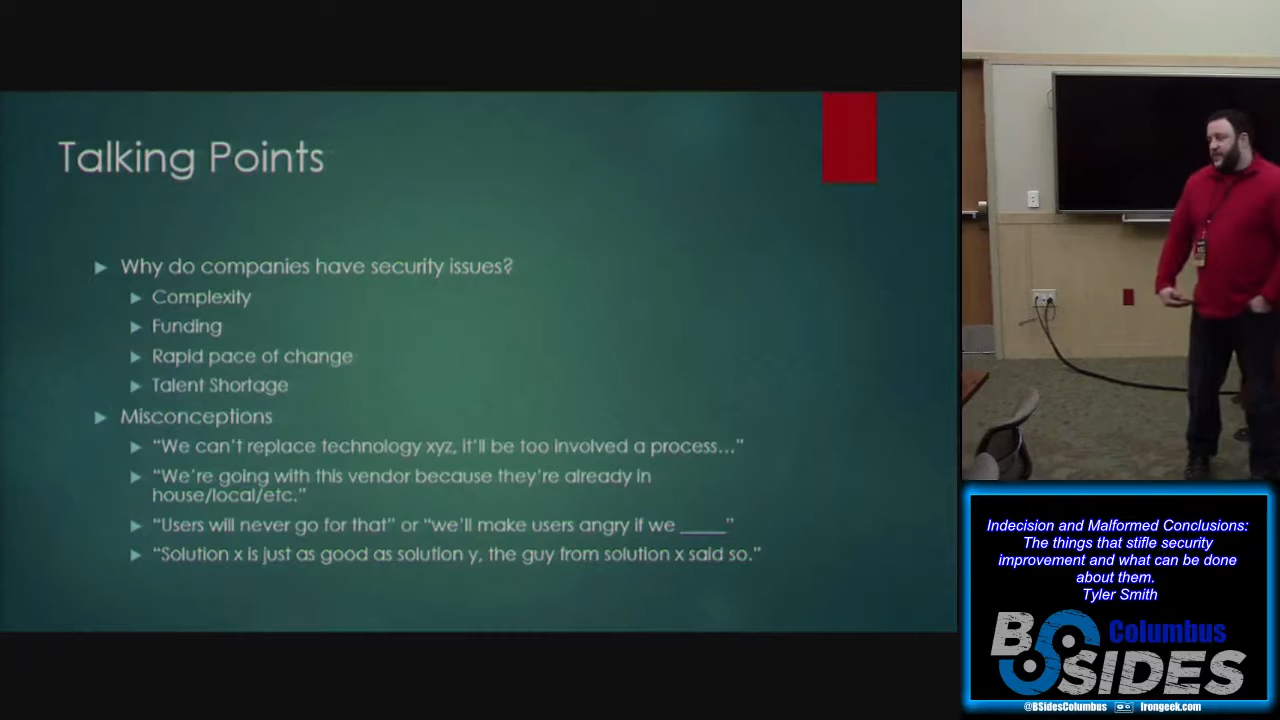 Talking Points
Why do companies have security issues?
Complexity
Funding
Rapid pace of change
Talent Shortage
Misconceptions
“We can’t replace technology xyz, it’ll be too involved a process…”
“We’re going with this vendor because they’re already in
house/local/etc.”
“Users will never go for that” or “we’ll make users angry if we _____”
“Solution x is just as good as solution y, the guy from solution x said so.”
Indecision and Malformed Conclusions:
The things that stifle security
improvement and what can be done
about them.
Tyler Smith
BSIDES Columbus
@BSidesColumbus Irongeek.com